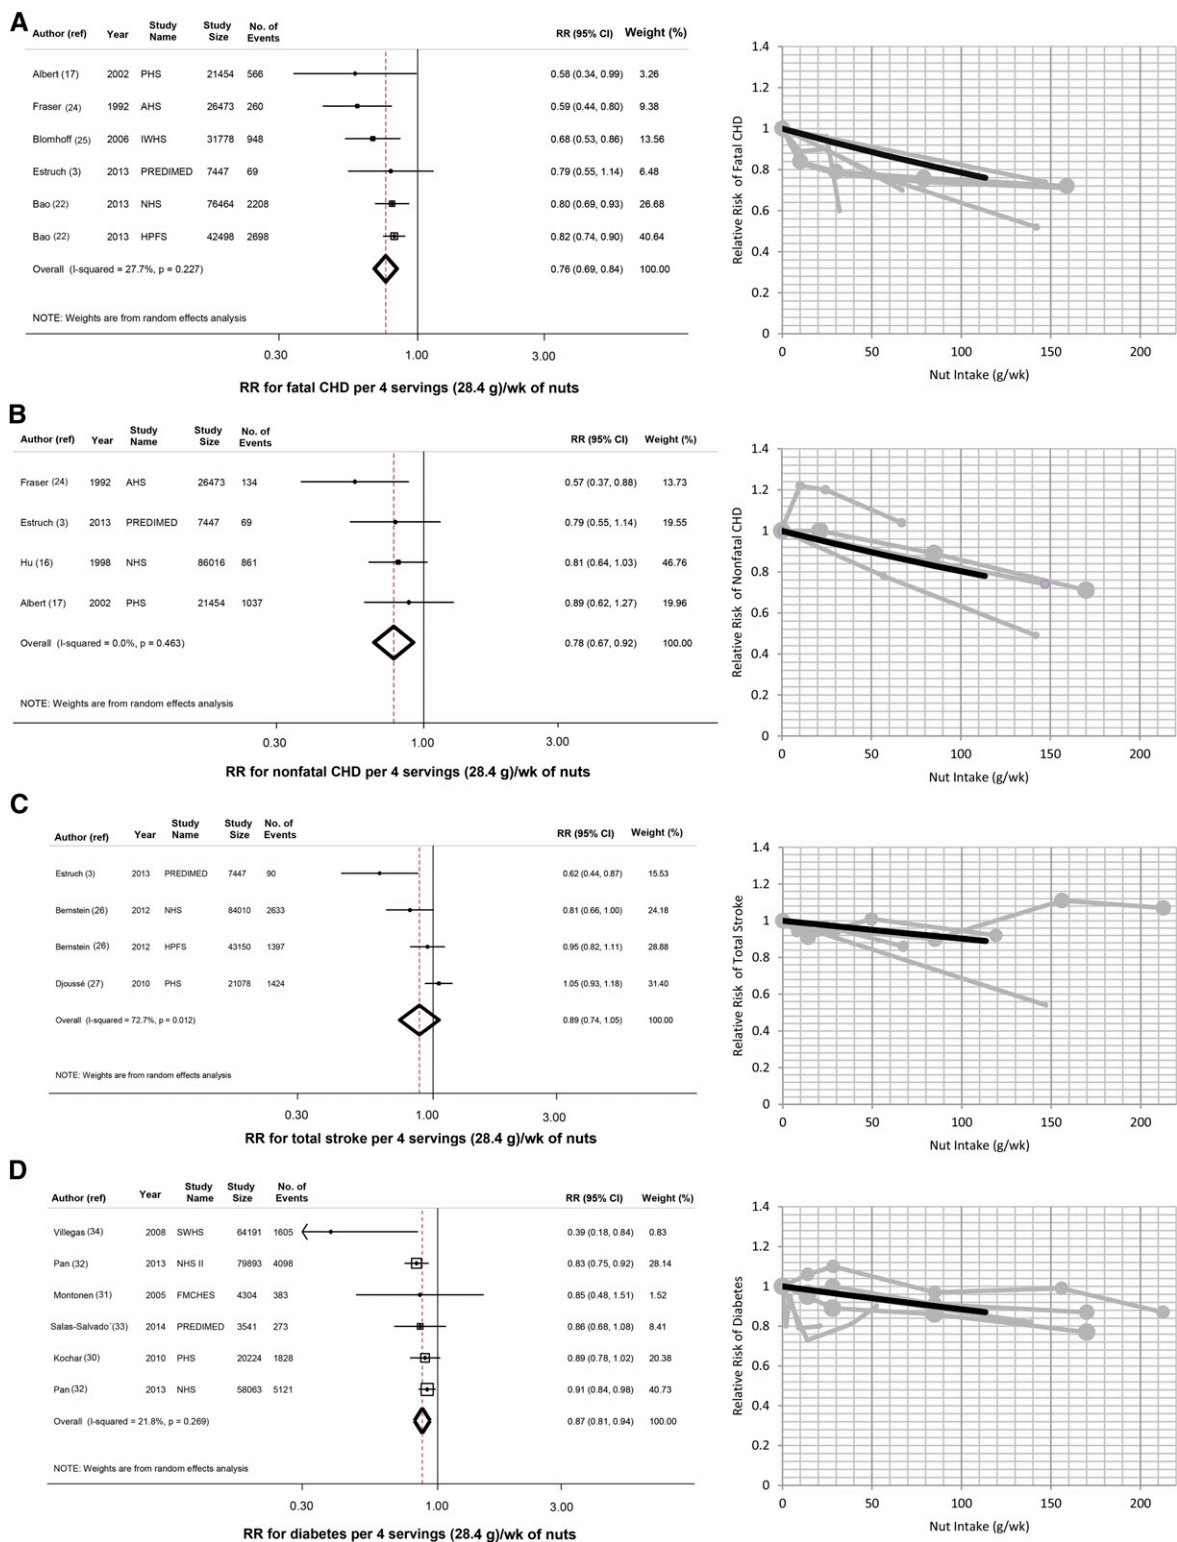 A
Author (ref) Year Study Name Study Size No. of Events RR (95% CI) Weight (%)
Albert (17) 2002 PHS 21454 566 0.58 (0.34, 0.99) 3.26
Fraser (24) 1992 AHS 26473 260 0.59 (0.44, 0.80) 9.38
Blomhoff (25) 2006 IWHS 31778 948 0.68 (0.53, 0.86) 13.56
Estruch (3) 2013 PREDIMED 7447 69 0.79 (0.55, 1.14) 6.48
Bao (22) 2013 NHS 76464 2208 0.80 (0.69, 0.93) 26.68
Bao (22) 2013 HPFS 42498 2698 0.82 (0.74, 0.90) 40.64
Overall (I-squared = 27.7%, p = 0.227) 0.76 (0.69, 0.84) 100.00
NOTE: Weights are from random effects analysis
0.30 1.00 3.00
RR for fatal CHD per 4 servings (28.4 g)/wk of nuts
Relative Risk of Fatal CHD
1.4
1.2
1
0.8
0.6
0.4
0.2
0
0 50 100 150 200
Nut Intake (g/wk)
B
Author (ref) Year Study Name Study Size No. of Events RR (95% CI) Weight (%)
Fraser (24) 1992 AHS 26473 134 0.57 (0.37, 0.88) 13.73
Estruch (3) 2013 PREDIMED 7447 69 0.79 (0.55, 1.14) 19.55
Hu (16) 1998 NHS 86016 861 0.81 (0.64, 1.03) 46.76
Albert (17) 2002 PHS 21454 1037 0.89 (0.62, 1.27) 19.96
Overall (I-squared = 0.0%, p = 0.463) 0.78 (0.67, 0.92) 100.00
NOTE: Weights are from random effects analysis
0.30 1.00 3.00
RR for nonfatal CHD per 4 servings (28.4 g)/wk of nuts
Relative Risk of Nonfatal CHD
1.4
1.2
1
0.8
0.6
0.4
0.2
0
0 50 100 150 200
Nut Intake (g/wk)
C
Author (ref) Year Study Name Study Size No. of Events RR (95% CI) Weight (%)
Estruch (3) 2013 PREDIMED 7447 90 0.62 (0.44, 0.87) 15.53
Bernstein (26) 2012 NHS 84010 2633 0.81 (0.66, 1.00) 24.18
Bernstein (26) 2012 HPFS 43150 1397 0.95 (0.82, 1.11) 28.88
Djoussé (27) 2010 PHS 21078 1424 1.05 (0.93, 1.18) 31.40
Overall (I-squared = 72.7%, p = 0.012) 0.89 (0.74, 1.05) 100.00
NOTE: Weights are from random effects analysis
0.30 1.00 3.00
RR for total stroke per 4 servings (28.4 g)/wk of nuts
Relative Risk of Total Stroke
1.4
1.2
1
0.8
0.6
0.4
0.2
0
0 50 100 150 200
Nut Intake (g/wk)
D
Author (ref) Year Study Name Study Size No. of Events RR (95% CI) Weight (%)
Villegas (34) 2008 SWHS 64191 1605 0.39 (0.18, 0.84) 0.83
Pan (32) 2013 NHS II 79893 4098 0.83 (0.75, 0.92) 28.14
Montonen (31) 2005 FMCHES 4304 383 0.85 (0.48, 1.51) 1.52
Salas-Salvado´(33) 2014 PREDIMED 3541 273 0.86 (0.68, 1.08) 8.41
Kochar (30) 2010 PHS 20224 1828 0.89 (0.78, 1.02) 20.38
Pan (32) 2013 NHS 58063 5121 0.91 (0.84, 0.98) 40.73
Overall (I-squared = 21.8%, p = 0.269) 0.87 (0.81, 0.94) 100.00
NOTE: Weights are from random effects analysis
0.30 1.00 3.00
RR for diabetes per 4 servings (28.4 g)/wk of nuts
Relative Risk of Diabetes
1.4
1.2
1
0.8
0.6
0.4
0.2
0
0 50 100 150 200
Nut Intake (g/wk)